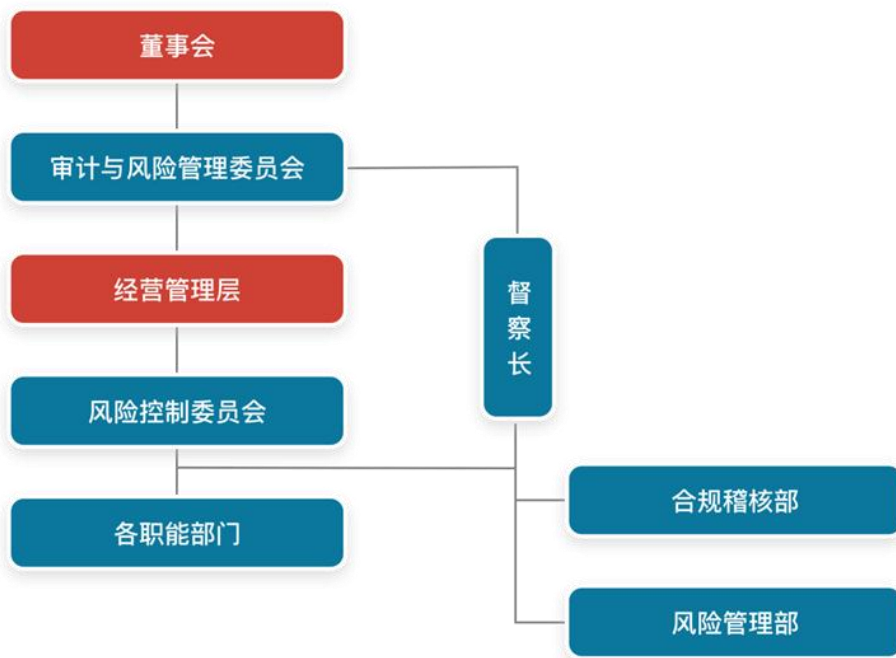 董事会
审计与风险管理委员会
经营管理层
督察长
风险控制委员会
合规稽核部
各职能部门
风险管理部